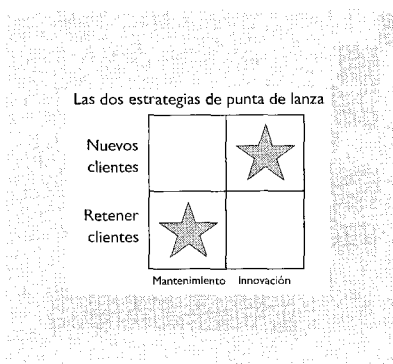 Las dos estrategias de punta de lanza
Nuevos
clientes
Retener
clientes
Mantenimiento Innovación